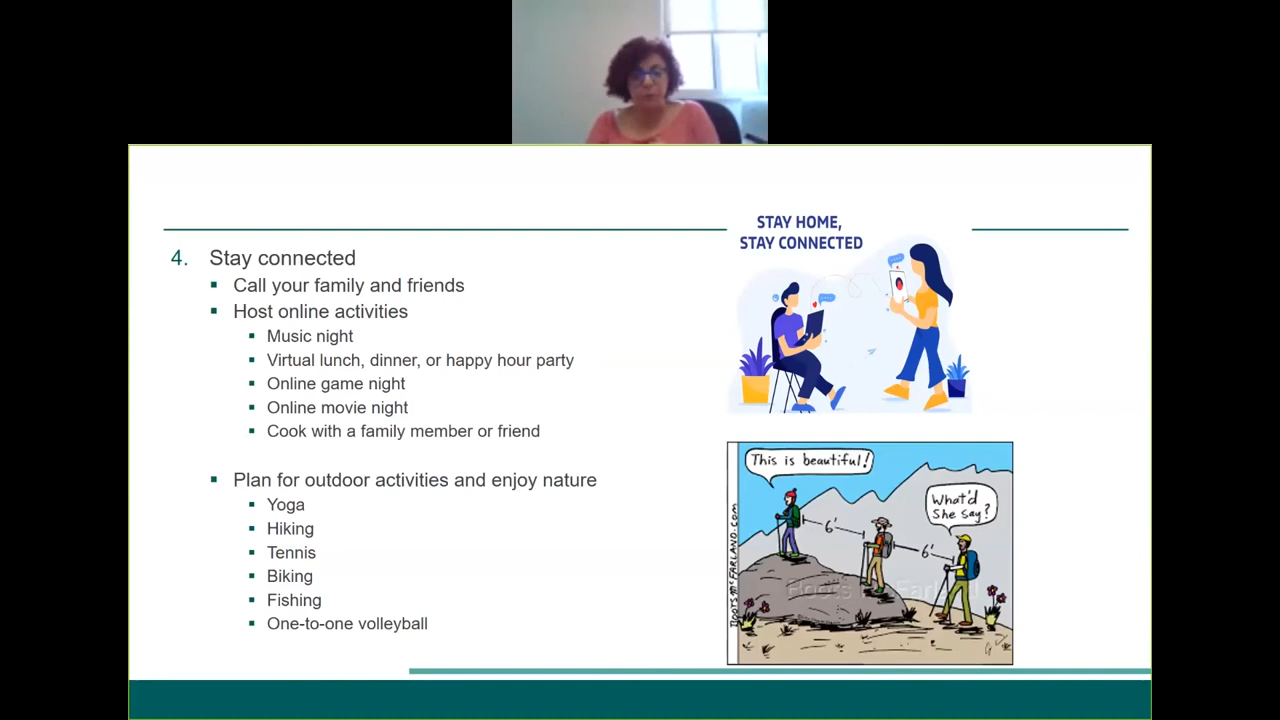 STAY HOME,
STAY CONNECTED
4. Stay connected
▪ Call your family and friends
▪ Host online activities
▪ Music night
▪ Virtual lunch, dinner, or happy hour party
▪ Online game night
▪ Online movie night
▪ Cook with a family member or friend
▪ Plan for outdoor activities and enjoy nature
▪ Yoga
▪ Hiking
▪ Tennis
▪ Biking
▪ Fishing
▪ One-to-one volleyball
This is beautiful!
What'd
She say?
6'
6'
BOOTSMCFARLAND.COM
Boots McFarland